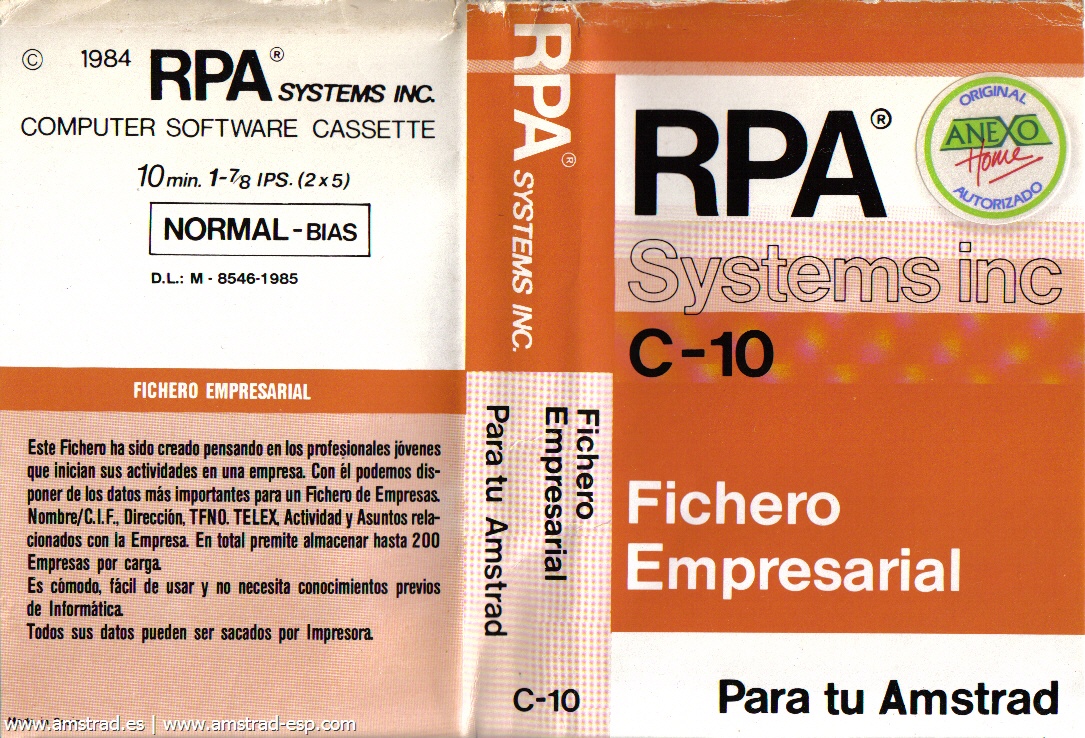 © 1984 RPA® SYSTEMS INC.
COMPUTER SOFTWARE CASSETTE
10 min. 1-7/8 IPS. (2 x 5)
NORMAL - BIAS
D.L.: M - 8546-1985
FICHERO EMPRESARIAL
Este Fichero ha sido creado pensando en los profesionales jóvenes
que inician sus actividades en una empresa. Con él podemos dis-
poner de los datos más importantes para un Fichero de Empresas.
Nombre/C.I.F., Dirección, TFNO. TELEX, Actividad y Asuntos rela-
cionados con la Empresa. En total premite almacenar hasta 200
Empresas por carga.
Es cómodo, fácil de usar y no necesita conocimientos previos
de Informática.
Todos sus datos pueden ser sacados por Impresora.
www.amstrad.es | www.amstrad-esp.com
RPA® SYSTEMS INC.
Fichero
Empresarial
Para tu Amstrad
C-10
RPA®
ORIGINAL
ANEXO
Home
AUTORIZADO
Systems inc
C-10
Fichero
Empresarial
Para tu Amstrad